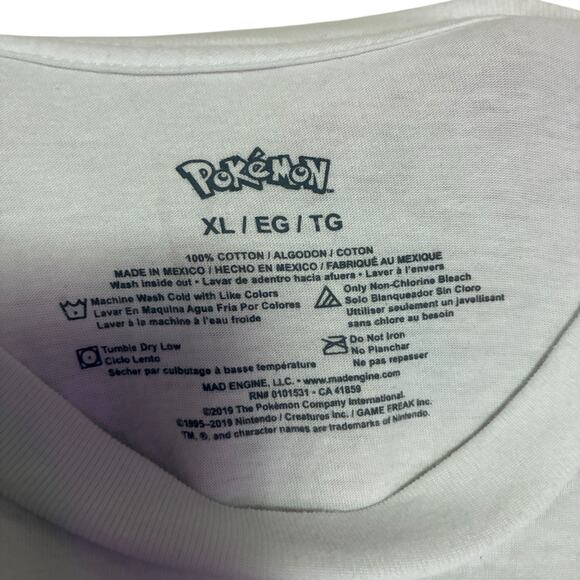 POKéMON
XL / EG / TG
100% COTTON / ALGODON / COTON
MADE IN MEXICO / HECHO EN MEXICO / FABRIQUÉ AU MEXIQUE
Wash inside out • Lavar de adentro hacia afuera • Laver à l'envers
Machine Wash Cold with Like Colors
Lavar En Maquina Agua Fria Por Colores
Laver à la machine à l'eau froide
Only Non-Chlorine Bleach
Solo Blanqueador Sin Cloro
Utiliser seulement un javellisant
sans chlore au besoin
Tumble Dry Low
Ciclo Lento
Sécher par culbutage à basse température
Do Not Iron
No Planchar
Ne pas repasser
MAD ENGINE, LLC. • www.madengine.com
RN# 0101531 - CA 41859
©2019 The Pokémon Company International.
©1995–2019 Nintendo / Creatures Inc. / GAME FREAK Inc.
TM, ®, and character names are trademarks of Nintendo.